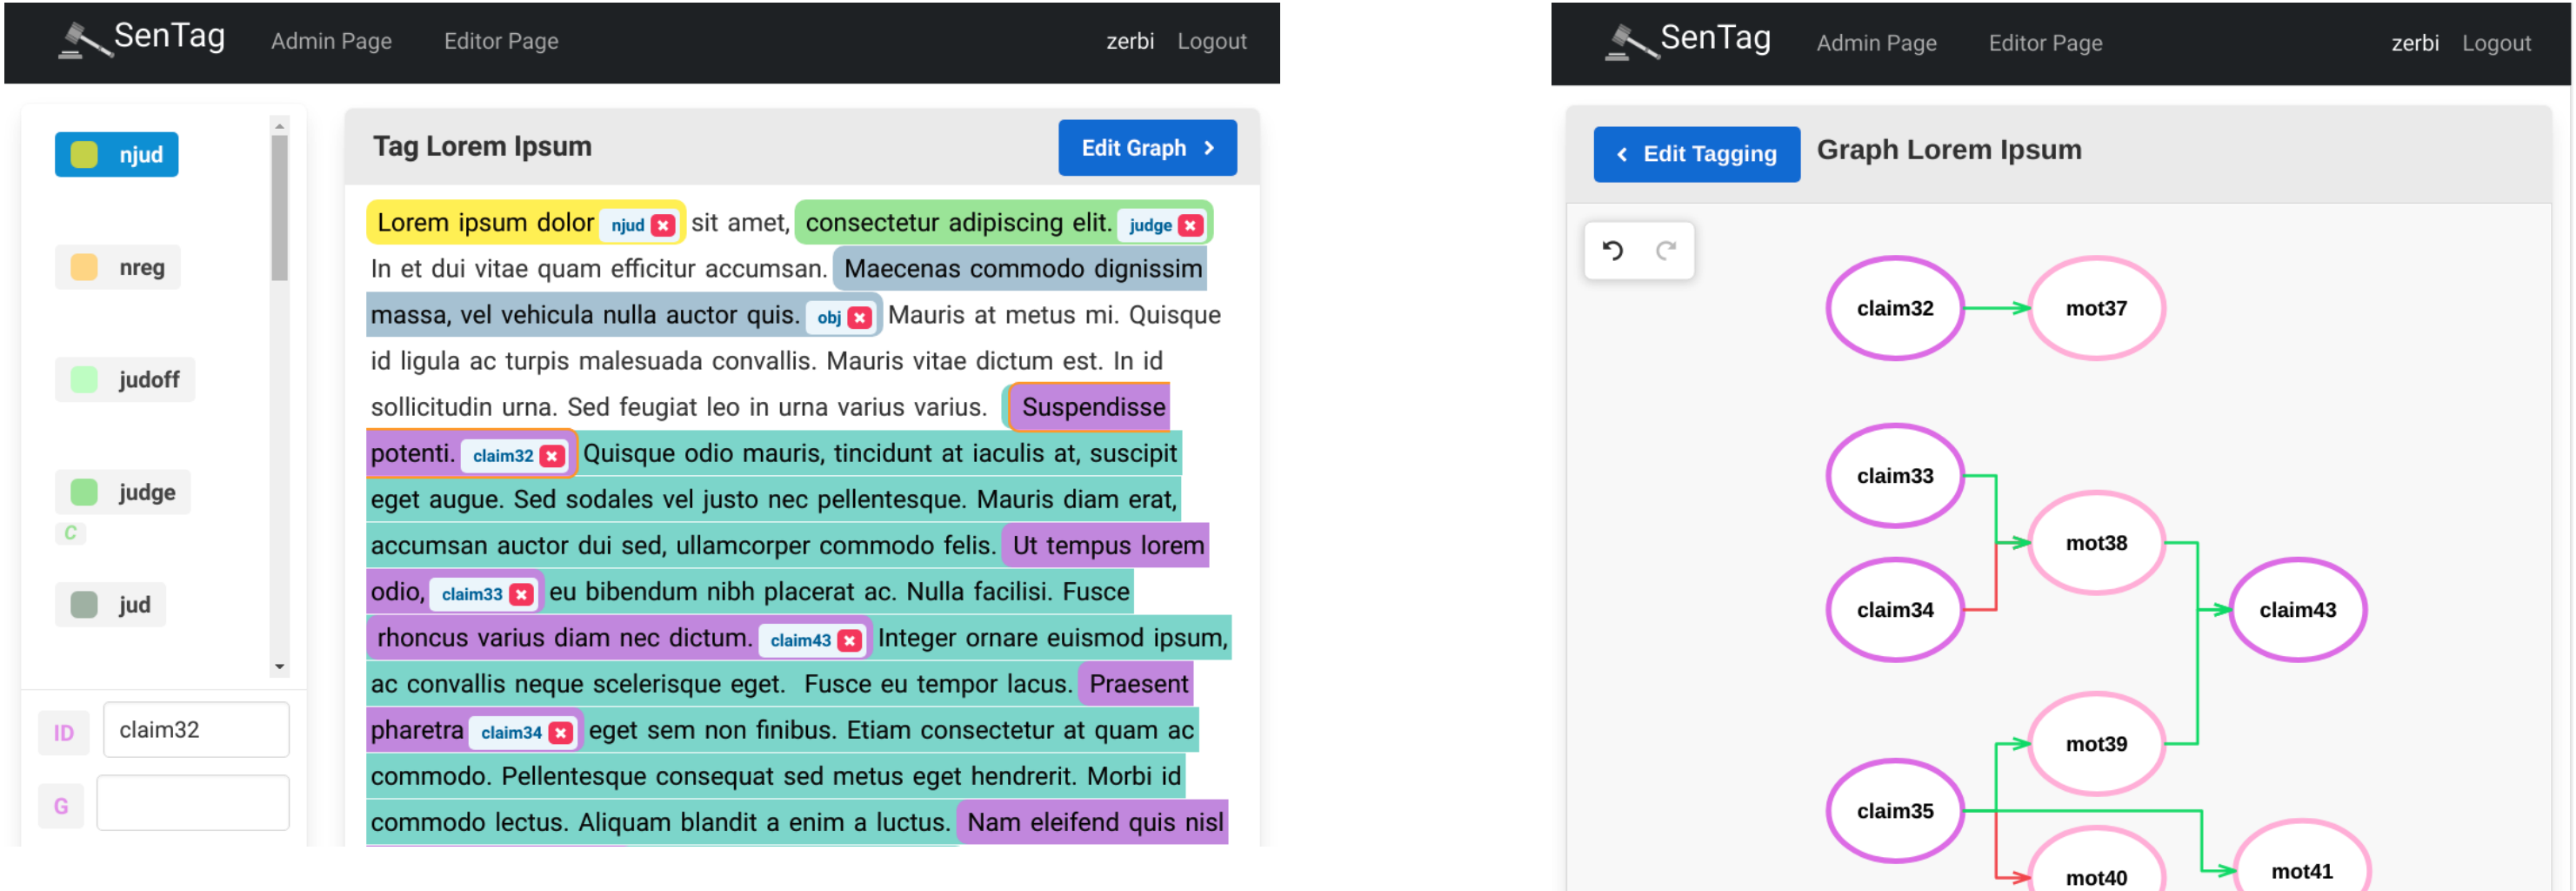 SenTag Admin Page Editor Page zerbi Logout
njud
nreg
judoff
judge
C
jud
ID claim32
G
Tag Lorem Ipsum Edit Graph
Lorem ipsum dolor njud sit amet, consectetur adipiscing elit. judge
In et dui vitae quam efficitur accumsan. Maecenas commodo dignissim
massa, vel vehicula nulla auctor quis. obj Mauris at metus mi. Quisque
id ligula ac turpis malesuada convallis. Mauris vitae dictum est. In id
sollicitudin urna. Sed feugiat leo in urna varius varius. Suspendisse
potenti. claim32 Quisque odio mauris, tincidunt at iaculis at, suscipit
eget augue. Sed sodales vel justo nec pellentesque. Mauris diam erat,
accumsan auctor dui sed, ullamcorper commodo felis. Ut tempus lorem
odio, claim33 eu bibendum nibh placerat ac. Nulla facilisi. Fusce
rhoncus varius diam nec dictum. claim43 Integer ornare euismod ipsum,
ac convallis neque scelerisque eget. Fusce eu tempor lacus. Praesent
pharetra claim34 eget sem non finibus. Etiam consectetur at quam ac
commodo. Pellentesque consequat sed metus eget hendrerit. Morbi id
commodo lectus. Aliquam blandit a enim a luctus. Nam eleifend quis nisl
SenTag Admin Page Editor Page zerbi Logout
Edit Tagging Graph Lorem Ipsum
claim32 mot37
claim33
mot38
claim34 claim43
mot39
claim35
mot41
mot40